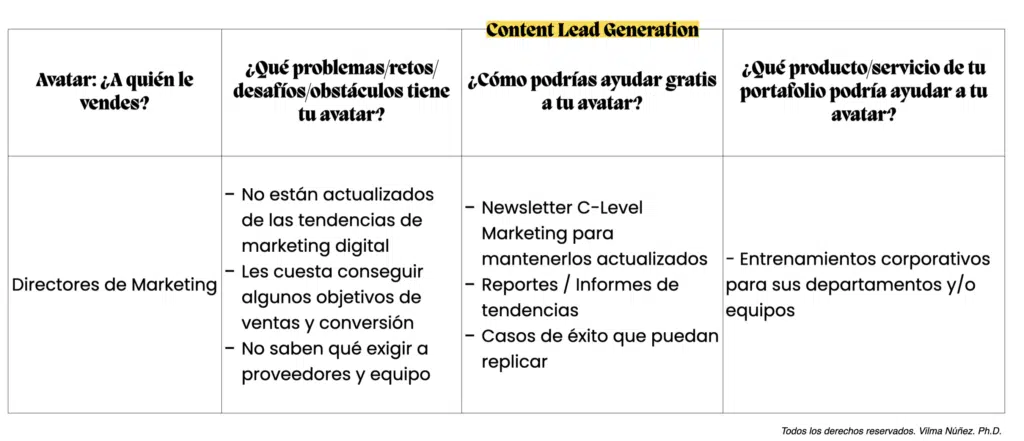 Content Lead Generation
Avatar: ¿A quién le
vendes?
¿Qué problemas/retos/
desafíos/obstáculos tiene
tu avatar?
¿Cómo podrías ayudar gratis
a tu avatar?
¿Qué producto/servicio de tu
portafolio podría ayudar a tu
avatar?
Directores de Marketing
- No están actualizados
de las tendencias de
marketing digital
- Les cuesta conseguir
algunos objetivos de
ventas y conversión
- No saben qué exigir a
proveedores y equipo
- Newsletter C-Level
Marketing para
mantenerlos actualizados
- Reportes / Informes de
tendencias
- Casos de éxito que puedan
replicar
- Entrenamientos corporativos
para sus departamentos y/o
equipos
Todos los derechos reservados. Vilma Núñez. Ph.D.